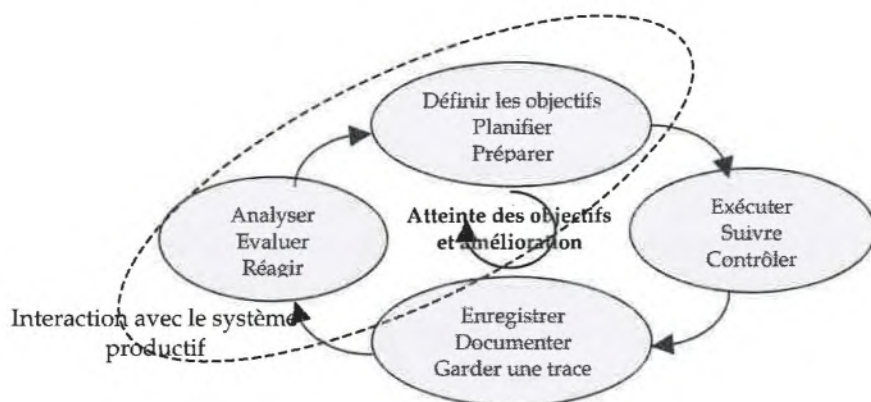 Définir les objectifs
Planifier
Préparer
Analyser
Evaluer
Réagir
Atteinte des objectifs
et amélioration
Exécuter
Suivre
Contrôler
Interaction avec le système
productif
Enregistrer
Documenter
Garder une trace